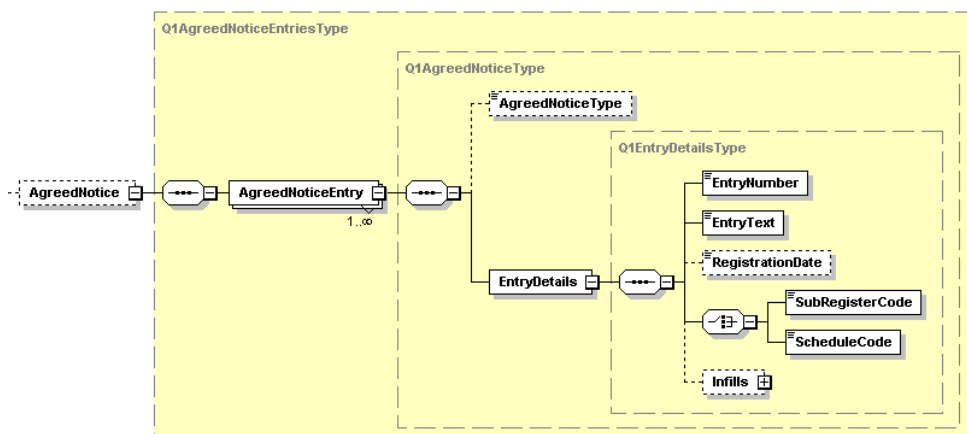 Q1AgreedNoticeEntriesType
Q1AgreedNoticeType
AgreedNoticeType
Q1EntryDetailsType
EntryNumber
AgreedNotice
AgreedNoticeEntry
1..∞
EntryText
RegistrationDate
EntryDetails
SubRegisterCode
ScheduleCode
Infills